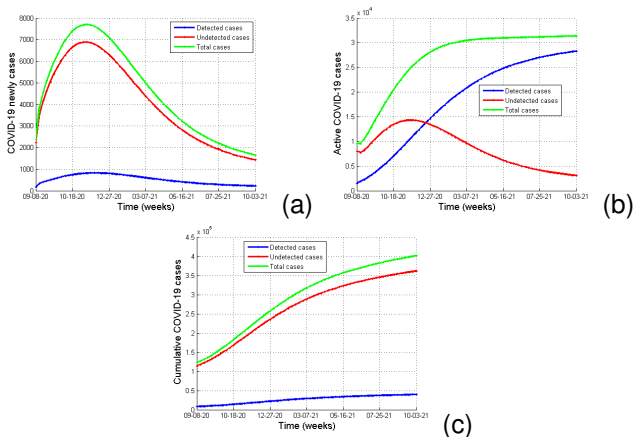 8000
7000
6000
5000
4000
3000
2000
1000
0
COVID-19 newly cases
Detected cases
Undetected cases
Total cases
09-08-20 10-18-20 12-27-20 03-07-21 05-16-21 07-25-21 10-03-21
Time (weeks)
(a)
x 10^4
3.5
3
2.5
2
1.5
1
0.5
0
Active COVID-19 cases
Detected cases
Undetected cases
Total cases
09-08-20 10-18-20 12-27-20 03-07-21 05-16-21 07-25-21 10-03-21
Time (weeks)
(b)
4.5
4
3.5
3
2.5
2
1.5
1
0.5
0
Cumulative COVID-19 cases
Detected cases
Undetected cases
Total cases
09-08-20 10-18-20 12-27-20 03-07-21 05-16-21 07-25-21 10-03-21
Time (weeks)
(c)